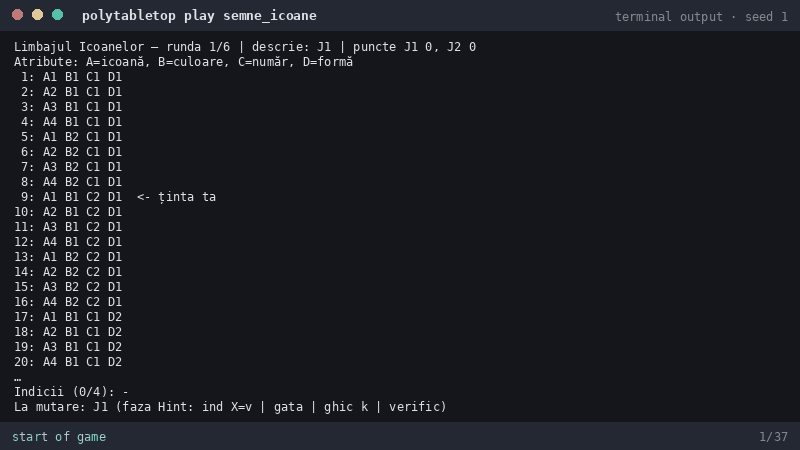 polytabletop play semne_icoane
terminal output · seed 1
Limbajul Icoanelor — runda 1/6 | descrie: J1 | puncte J1 0, J2 0
Atribute: A=icoană, B=culoare, C=număr, D=formă
1: A1 B1 C1 D1
2: A2 B1 C1 D1
3: A3 B1 C1 D1
4: A4 B1 C1 D1
5: A1 B2 C1 D1
6: A2 B2 C1 D1
7: A3 B2 C1 D1
8: A4 B2 C1 D1
9: A1 B1 C2 D1 <- ținta ta
10: A2 B1 C2 D1
11: A3 B1 C2 D1
12: A4 B1 C2 D1
13: A1 B2 C2 D1
14: A2 B2 C2 D1
15: A3 B2 C2 D1
16: A4 B2 C2 D1
17: A1 B1 C1 D2
18: A2 B1 C1 D2
19: A3 B1 C1 D2
20: A4 B1 C1 D2
…
Indicii (0/4): -
La mutare: J1 (faza Hint: ind X=v | gata | ghic k | verific)
start of game
1/37